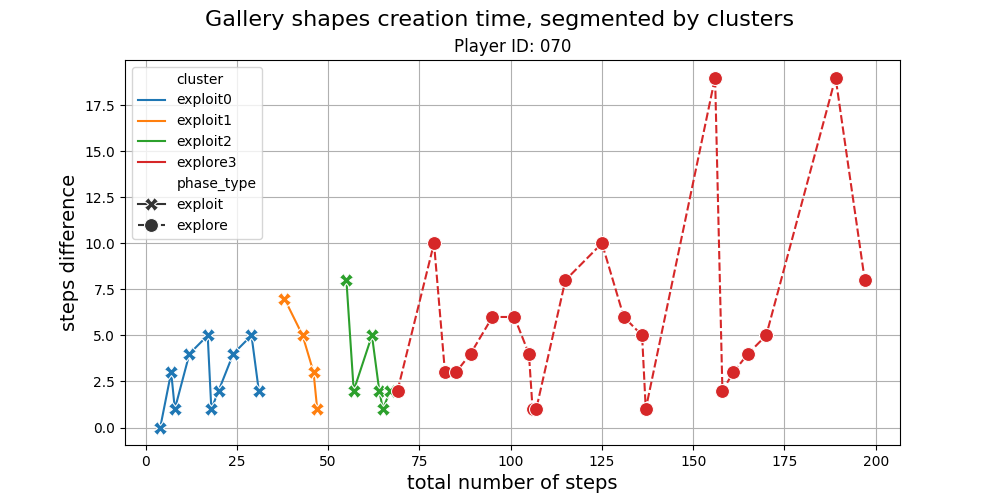 Gallery shapes creation time, segmented by clusters
Player ID: 070
cluster
exploit0
exploit1
exploit2
explore3
phase_type
exploit
explore
steps difference
17.5
15.0
12.5
10.0
7.5
5.0
2.5
0.0
0 25 50 75 100 125 150 175 200
total number of steps